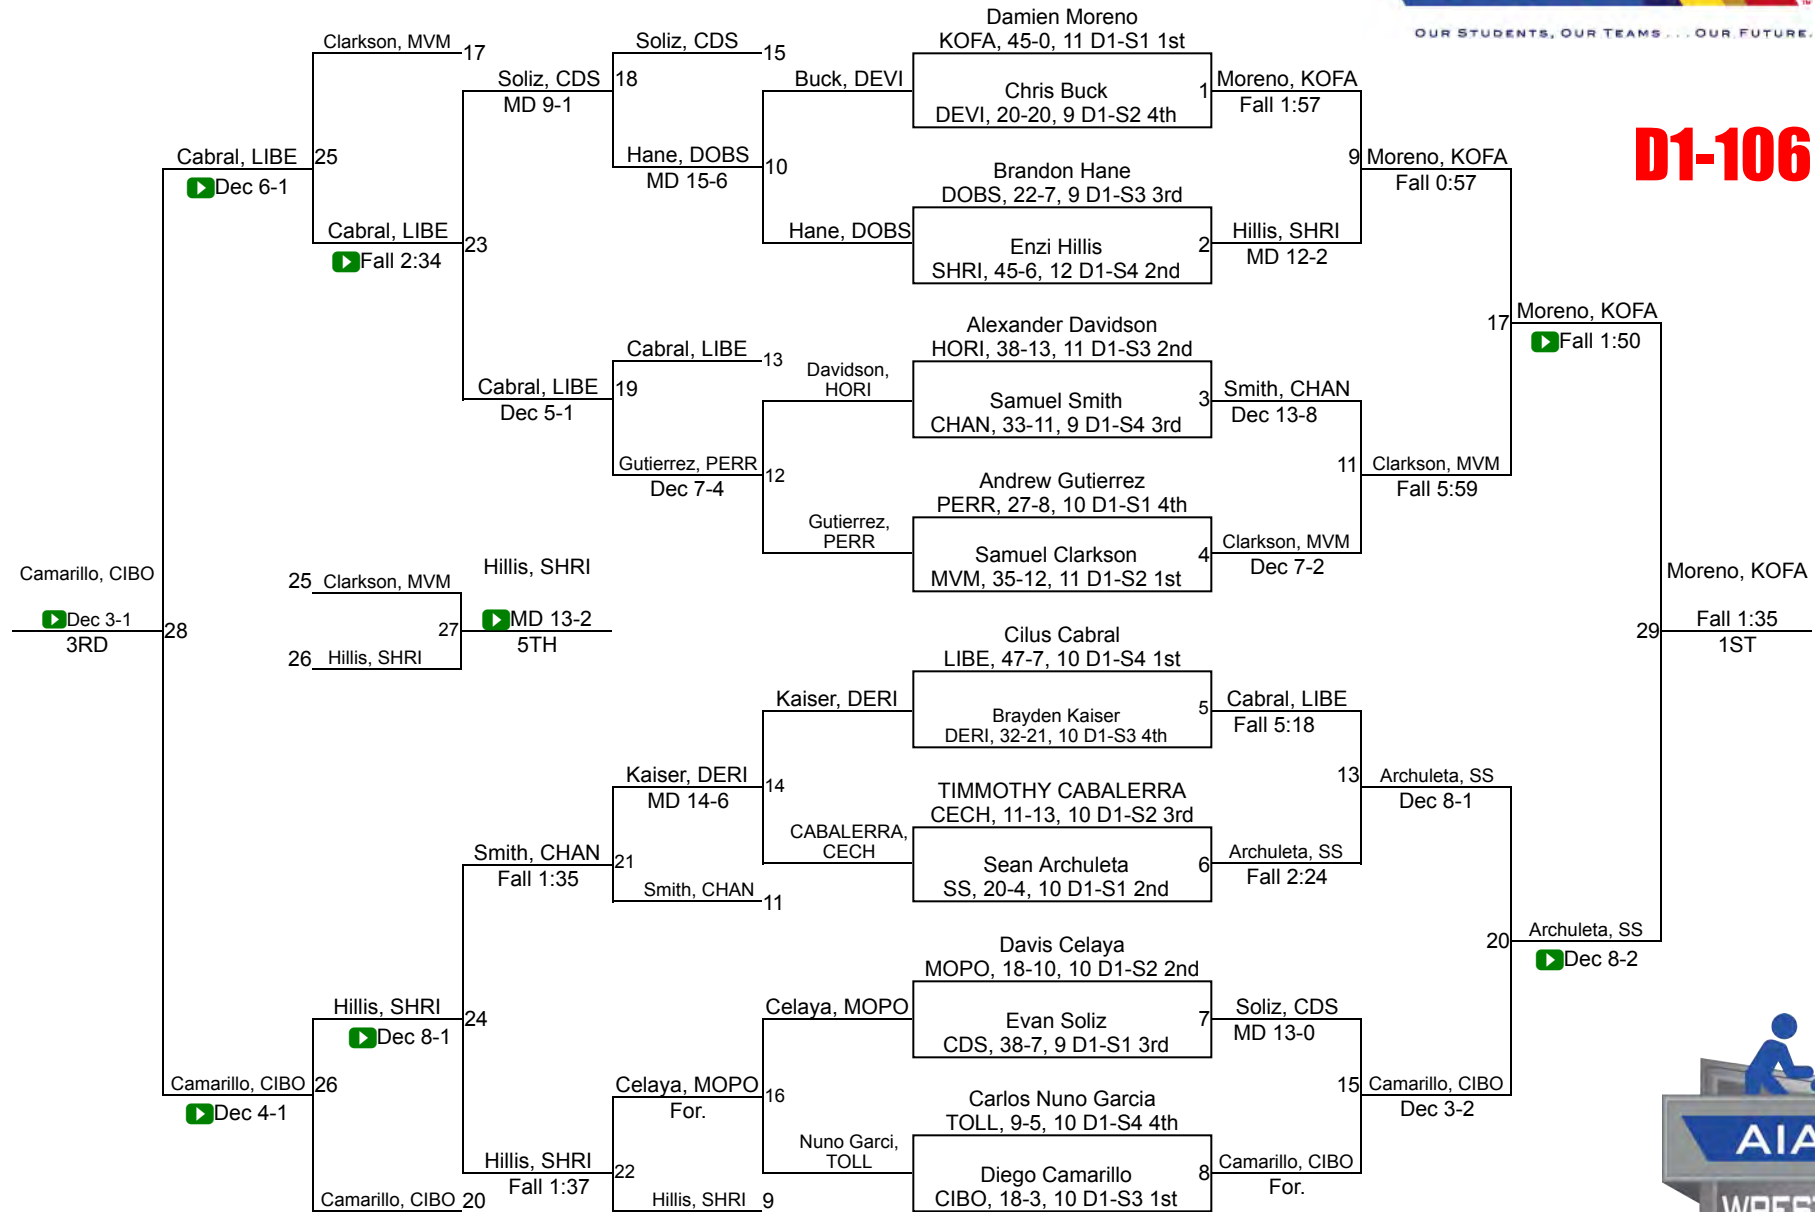 OUR STUDENTS, OUR TEAMS . . . OUR FUTURE.
D1-106
Clarkson, MVM 17
Soliz, CDS 15
Soliz, CDS 18
MD 9-1
Cabral, LIBE 25
Dec 6-1
Hane, DOBS 10
MD 15-6
Cabral, LIBE 23
Fall 2:34
Buck, DEVI
Hane, DOBS
Cabral, LIBE 13
Cabral, LIBE 19
Dec 5-1
Gutierrez, PERR 12
Dec 7-4
Davidson,
HORI
Gutierrez,
PERR
Camarillo, CIBO
Dec 3-1 28
3RD
25 Clarkson, MVM
26 Hillis, SHRI
27
Hillis, SHRI
MD 13-2
5TH
Kaiser, DERI
Kaiser, DERI 14
MD 14-6
CABALERRA,
CECH
Smith, CHAN 21
Fall 1:35
Smith, CHAN 11
Hillis, SHRI 24
Dec 8-1
Camarillo, CIBO 26
Dec 4-1
Celaya, MOPO
Celaya, MOPO 16
For.
Nuno Garci,
TOLL
Hillis, SHRI 22
Fall 1:37
Hillis, SHRI 9
Camarillo, CIBO 20
Damien Moreno
KOFA, 45-0, 11 D1-S1 1st
Chris Buck 1
DEVI, 20-20, 9 D1-S2 4th
Brandon Hane
DOBS, 22-7, 9 D1-S3 3rd
Enzi Hillis 2
SHRI, 45-6, 12 D1-S4 2nd
Alexander Davidson
HORI, 38-13, 11 D1-S3 2nd
Samuel Smith 3
CHAN, 33-11, 9 D1-S4 3rd
Andrew Gutierrez
PERR, 27-8, 10 D1-S1 4th
Samuel Clarkson 4
MVM, 35-12, 11 D1-S2 1st
Cilus Cabral
LIBE, 47-7, 10 D1-S4 1st
Brayden Kaiser 5
DERI, 32-21, 10 D1-S3 4th
TIMMOTHY CABALERRA
CECH, 11-13, 10 D1-S2 3rd
Sean Archuleta 6
SS, 20-4, 10 D1-S1 2nd
Davis Celaya
MOPO, 18-10, 10 D1-S2 2nd
Evan Soliz 7
CDS, 38-7, 9 D1-S1 3rd
Carlos Nuno Garcia
TOLL, 9-5, 10 D1-S4 4th
Diego Camarillo 8
CIBO, 18-3, 10 D1-S3 1st
Moreno, KOFA
Fall 1:57
Hillis, SHRI
MD 12-2
Smith, CHAN
Dec 13-8
Clarkson, MVM
Dec 7-2
Cabral, LIBE
Fall 5:18
Archuleta, SS
Fall 2:24
Soliz, CDS
MD 13-0
Camarillo, CIBO
For.
9 Moreno, KOFA
Fall 0:57
11 Clarkson, MVM
Fall 5:59
13 Archuleta, SS
Dec 8-1
15 Camarillo, CIBO
Dec 3-2
17 Moreno, KOFA
Fall 1:50
20 Archuleta, SS
Dec 8-2
Moreno, KOFA
29 Fall 1:35
1ST
AIA